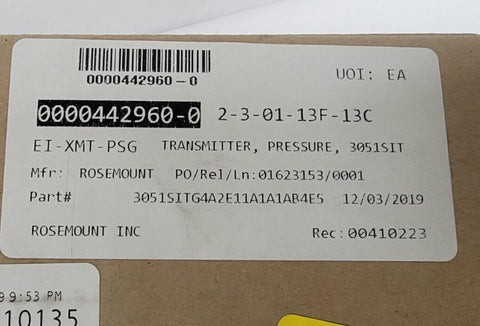 0000442960-0
UOI: EA
0000442960-0 2-3-01-13F-13C
EI-XMT-PSG TRANSMITTER, PRESSURE, 3051SIT
Mfr: ROSEMOUNT PO/Rel/Ln:01623153/0001
Part# 3051SITG4A2E11A1A1AB4E5 12/03/2019
ROSEMOUNT INC Rec:00410223
9:53 PM
10135